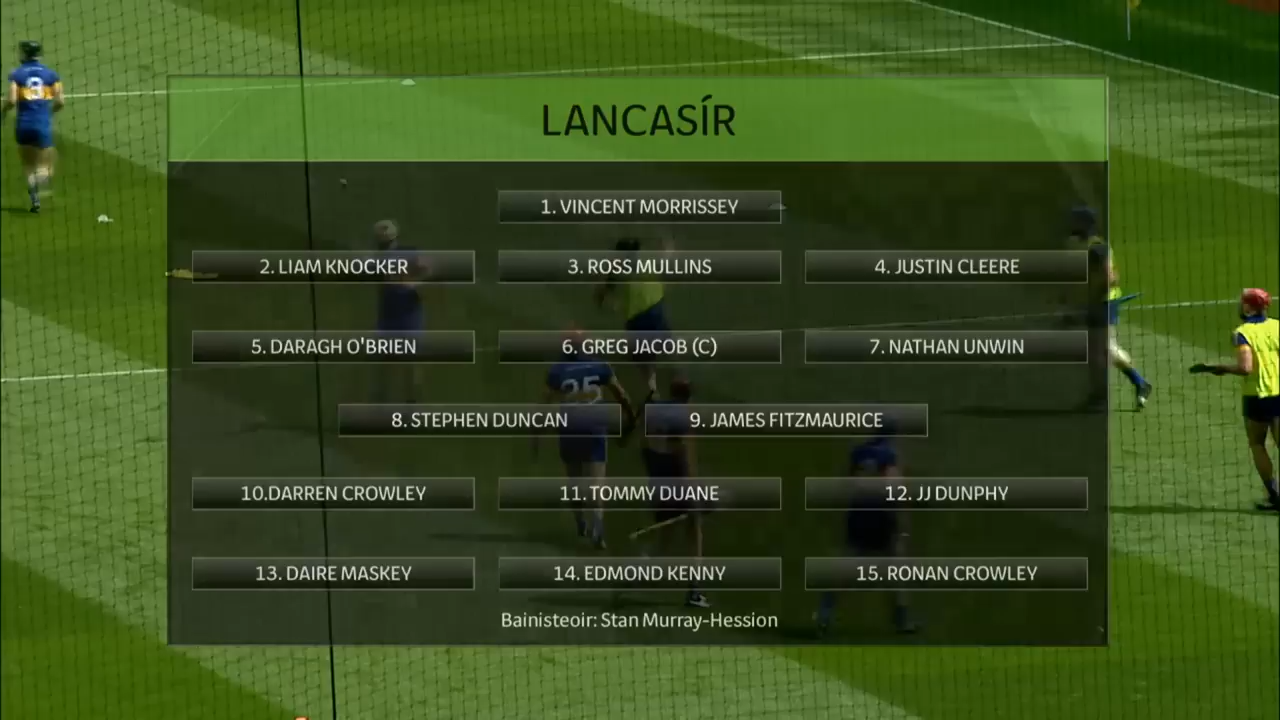 LANCASÍR
1. VINCENT MORRISSEY
2. LIAM KNOCKER
3. ROSS MULLINS
4. JUSTIN CLEERE
5. DARAGH O'BRIEN
6. GREG JACOB (C)
7. NATHAN UNWIN
8. STEPHEN DUNCAN
9. JAMES FITZMAURICE
10.DARREN CROWLEY
11. TOMMY DUANE
12. JJ DUNPHY
13. DAIRE MASKEY
14. EDMOND KENNY
15. RONAN CROWLEY
Bainisteoir: Stan Murray-Hession
25